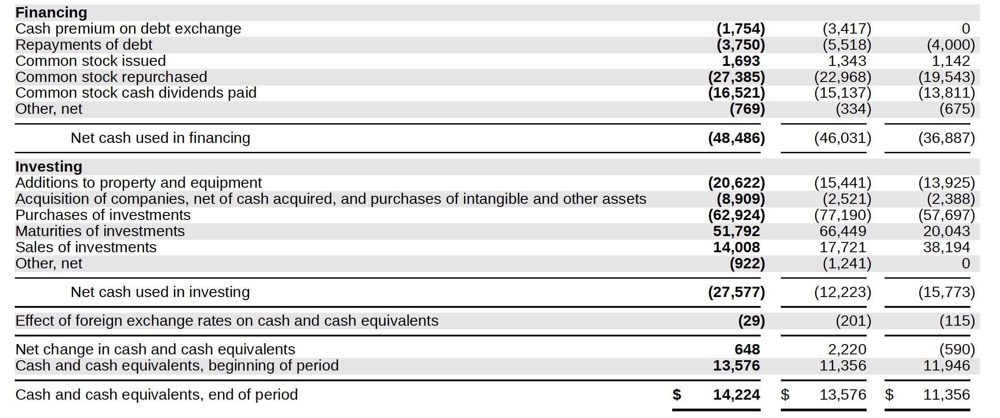 Financing
Cash premium on debt exchange (1,754) (3,417) 0
Repayments of debt (3,750) (5,518) (4,000)
Common stock issued 1,693 1,343 1,142
Common stock repurchased (27,385) (22,968) (19,543)
Common stock cash dividends paid (16,521) (15,137) (13,811)
Other, net (769) (334) (675)
Net cash used in financing (48,486) (46,031) (36,887)
Investing
Additions to property and equipment (20,622) (15,441) (13,925)
Acquisition of companies, net of cash acquired, and purchases of intangible and other assets (8,909) (2,521) (2,388)
Purchases of investments (62,924) (77,190) (57,697)
Maturities of investments 51,792 66,449 20,043
Sales of investments 14,008 17,721 38,194
Other, net (922) (1,241) 0
Net cash used in investing (27,577) (12,223) (15,773)
Effect of foreign exchange rates on cash and cash equivalents (29) (201) (115)
Net change in cash and cash equivalents 648 2,220 (590)
Cash and cash equivalents, beginning of period 13,576 11,356 11,946
Cash and cash equivalents, end of period $ 14,224 $ 13,576 $ 11,356